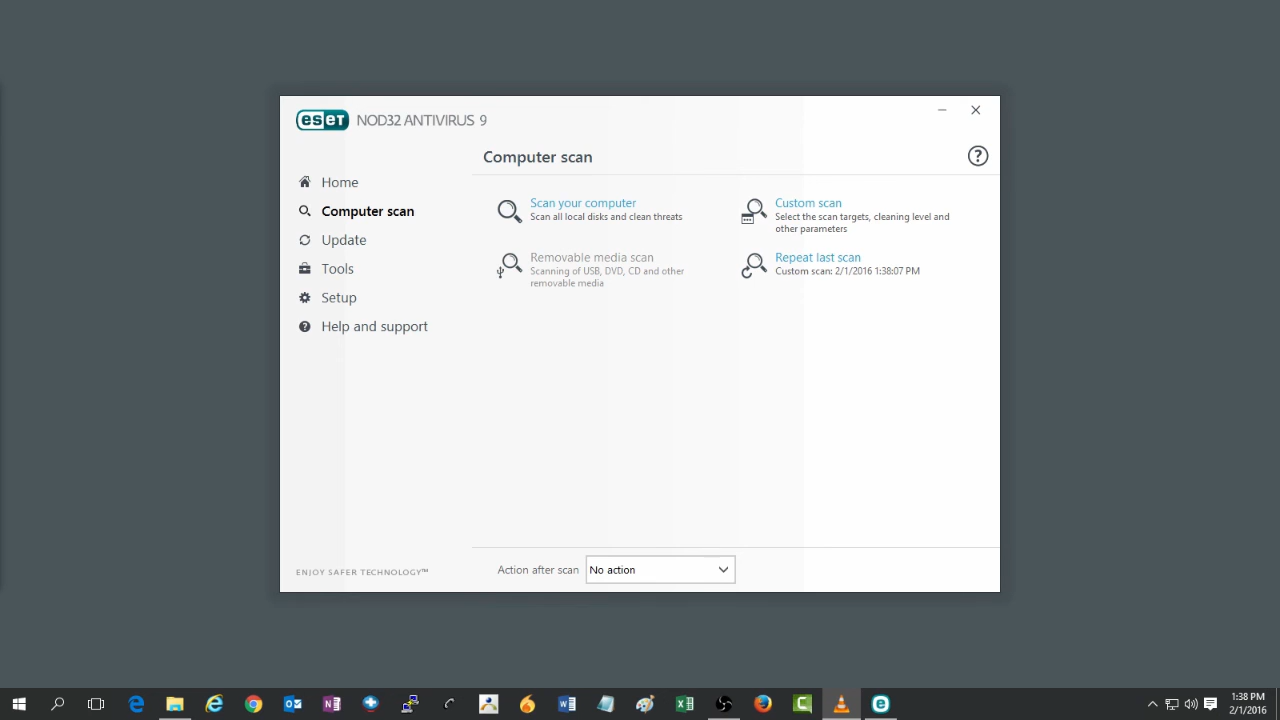 eset NOD32 ANTIVIRUS 9
Computer scan
Home
Computer scan
Update
Tools
Setup
Help and support
Scan your computer
Scan all local disks and clean threats
Custom scan
Select the scan targets, cleaning level and
other parameters
Removable media scan
Scanning of USB, DVD, CD and other
removable media
Repeat last scan
Custom scan: 2/1/2016 1:38:07 PM
ENJOY SAFER TECHNOLOGY™
Action after scan No action
1:38 PM
2/1/2016